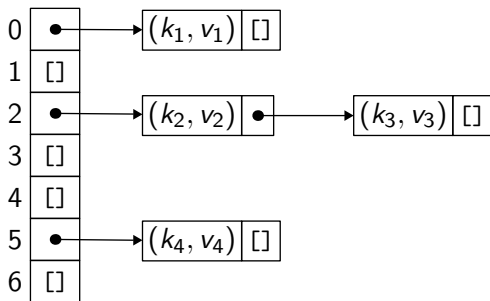 0 (k₁, v₁) []
1 []
2 (k₂, v₂) (k₃, v₃) []
3 []
4 []
5 (k₄, v₄) []
6 []